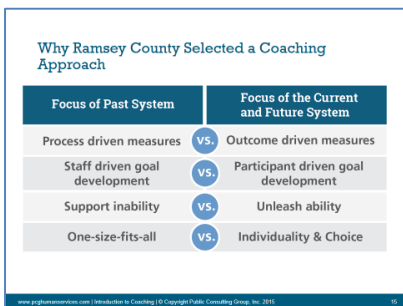 Why Ramsey County Selected a Coaching
Approach
Focus of Past System
Focus of the Current
and Future System
Process driven measures VS. Outcome driven measures
Staff driven goal
development
VS.
Participant driven goal
development
Support inability VS. Unleash ability
One-size-fits-all VS. Individuality & Choice
www.pcghumanservices.com | Introduction to Coaching | © Copyright Public Consulting Group, Inc. 2015
15